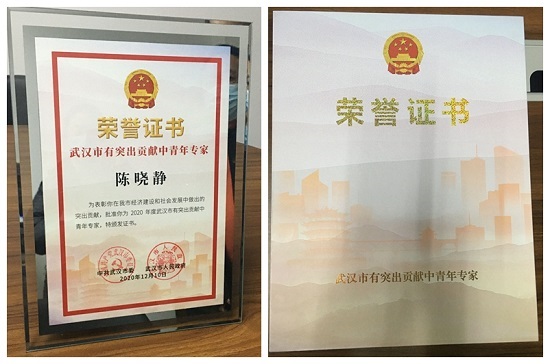 荣誉证书
武汉市有突出贡献中青年专家
陈晓静
为表彰你在我市经济建设和社会发展中做出的
突出贡献,批准你为 2020 年度武汉市有突出贡献中
青年专家,特颁发证书。
中共武汉市委 武汉市人民政府
2020年12月10日
荣誉证书
武汉市有突出贡献中青年专家